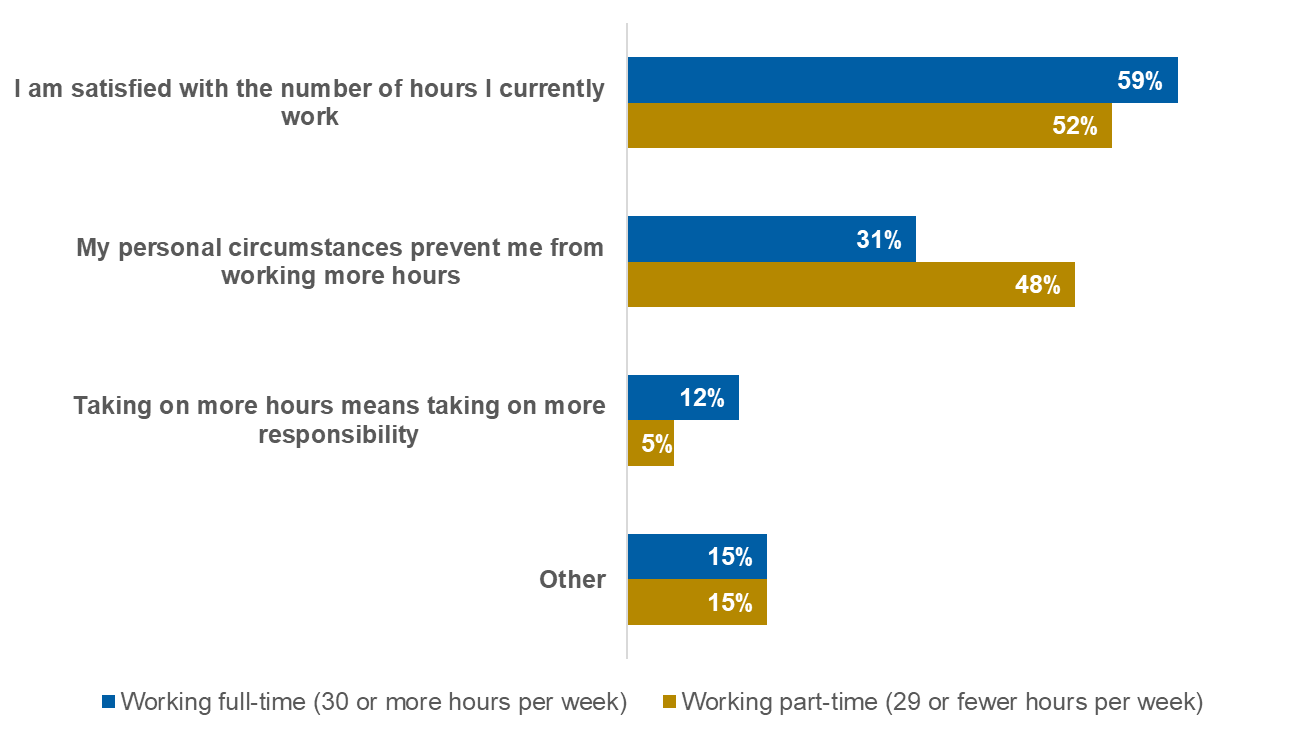 I am satisfied with the number of hours I currently
work
59%
52%
My personal circumstances prevent me from
working more hours
31%
48%
Taking on more hours means taking on more
responsibility
12%
5%
Other
15%
15%
Working full-time (30 or more hours per week)
Working part-time (29 or fewer hours per week)